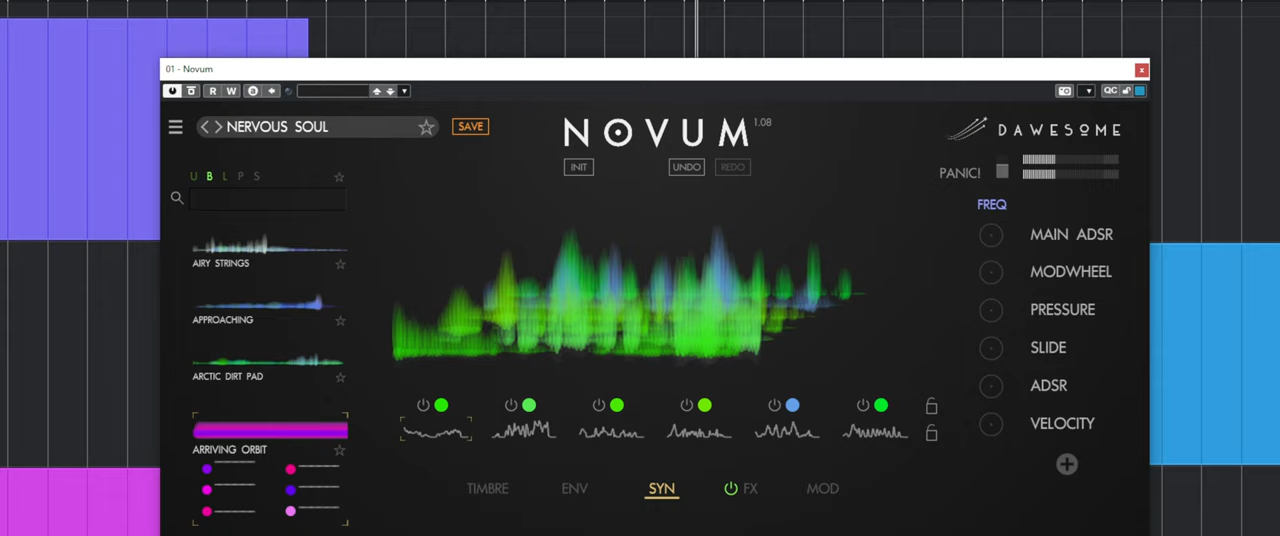 01 - Novum
x
R W a QC
NERVOUS SOUL
SAVE
NOVUM 1.08
DAWESOME
INIT
UNDO
REDO
PANIC!
U B L P S
FREQ
MAIN ADSR
MODWHEEL
PRESSURE
SLIDE
ADSR
VELOCITY
AIRY STRINGS
APPROACHING
ARCTIC DIRT PAD
ARRIVING ORBIT
TIMBRE
ENV
SYN
FX
MOD